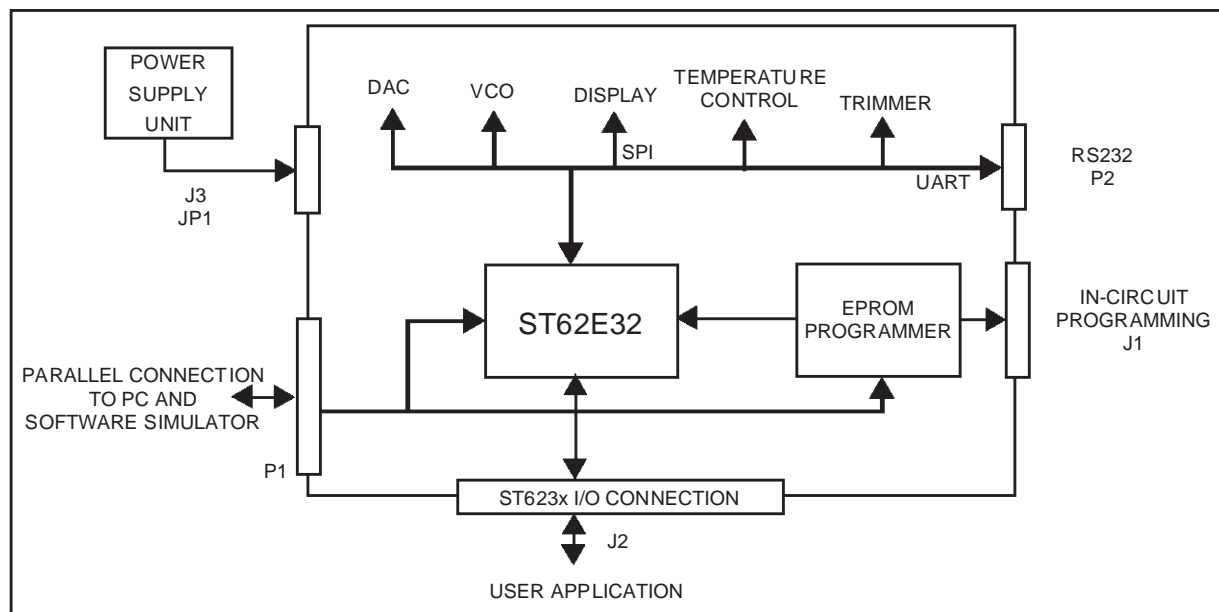 POWER
SUPPLY
UNIT
J3
JP1
DAC
VCO
DISPLAY
TEMPERATURE
CONTROL
TRIMMER
SPI
UART
RS232
P2
ST62E32
EPROM
PROGRAMMER
IN-CIRCUIT
PROGRAMMING
J1
PARALLEL CONNECTION
TO PC AND
SOFTWARE SIMULATOR
P1
ST623x I/O CONNECTION
J2
USER APPLICATION